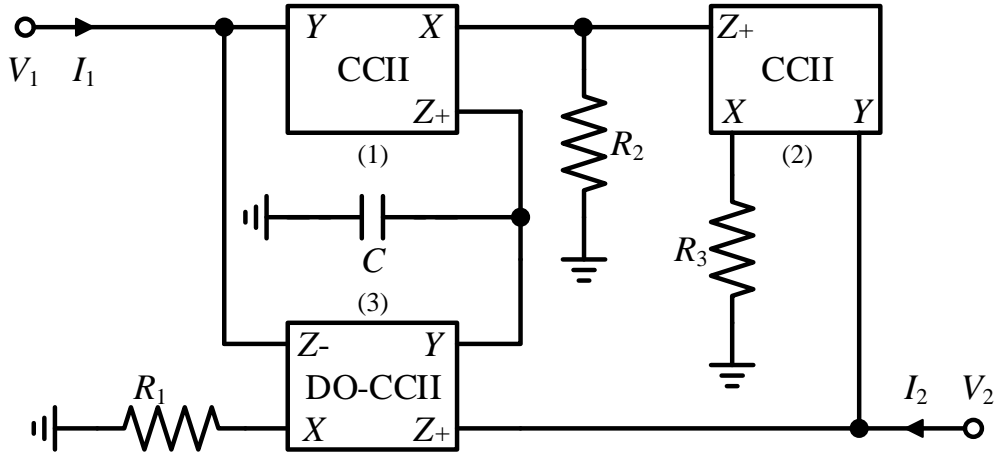 Y X
Z+
V1 I1
CCII
CCII
Z+
X Y
(1)
(2)
R2
C
R3
(3)
Z- Y
R1
DO-CCII
X Z+
I2 V2